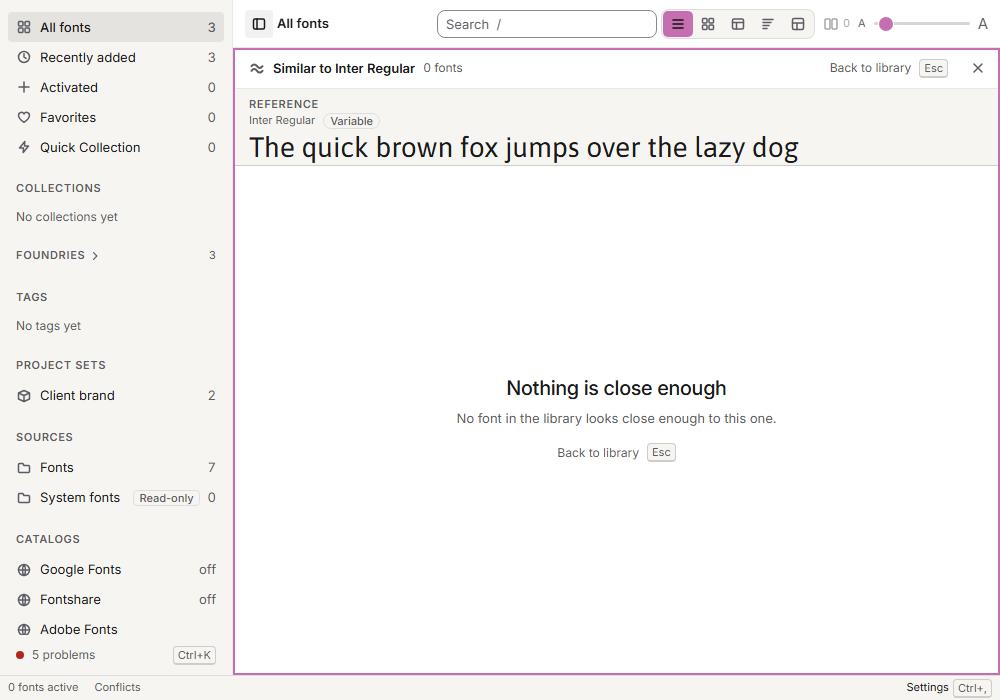 All fonts 3
Recently added 3
Activated 0
Favorites 0
Quick Collection 0
COLLECTIONS
No collections yet
FOUNDRIES 3
TAGS
No tags yet
PROJECT SETS
Client brand 2
SOURCES
Fonts 7
System fonts Read-only 0
CATALOGS
Google Fonts off
Fontshare off
Adobe Fonts
5 problems Ctrl+K
All fonts
Search /
0 A A
Similar to Inter Regular 0 fonts
Back to library Esc
REFERENCE
Inter Regular Variable
The quick brown fox jumps over the lazy dog
Nothing is close enough
No font in the library looks close enough to this one.
Back to library Esc
0 fonts active Conflicts
Settings Ctrl+,